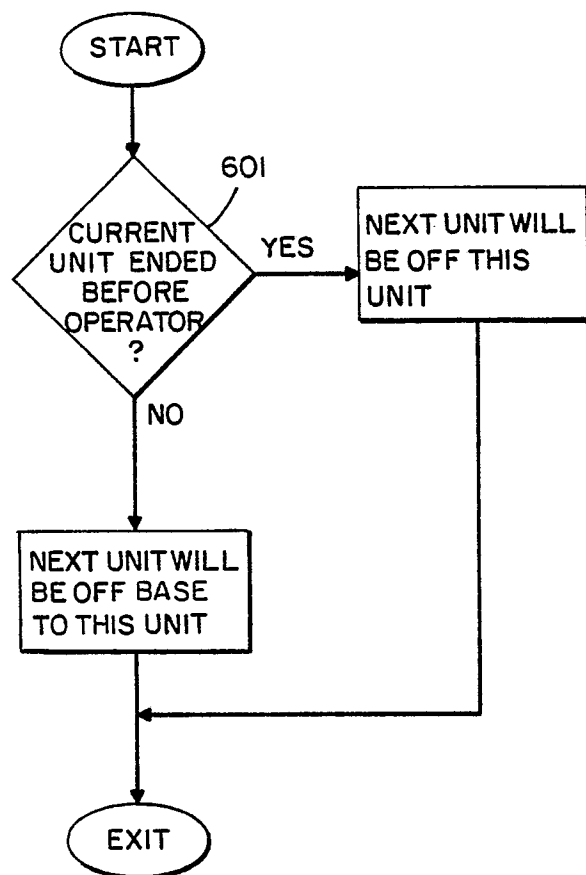 START
601
CURRENT
UNIT ENDED
BEFORE
OPERATOR
?
YES
NEXT UNIT WILL
BE OFF THIS
UNIT
NO
NEXT UNIT WILL
BE OFF BASE
TO THIS UNIT
EXIT